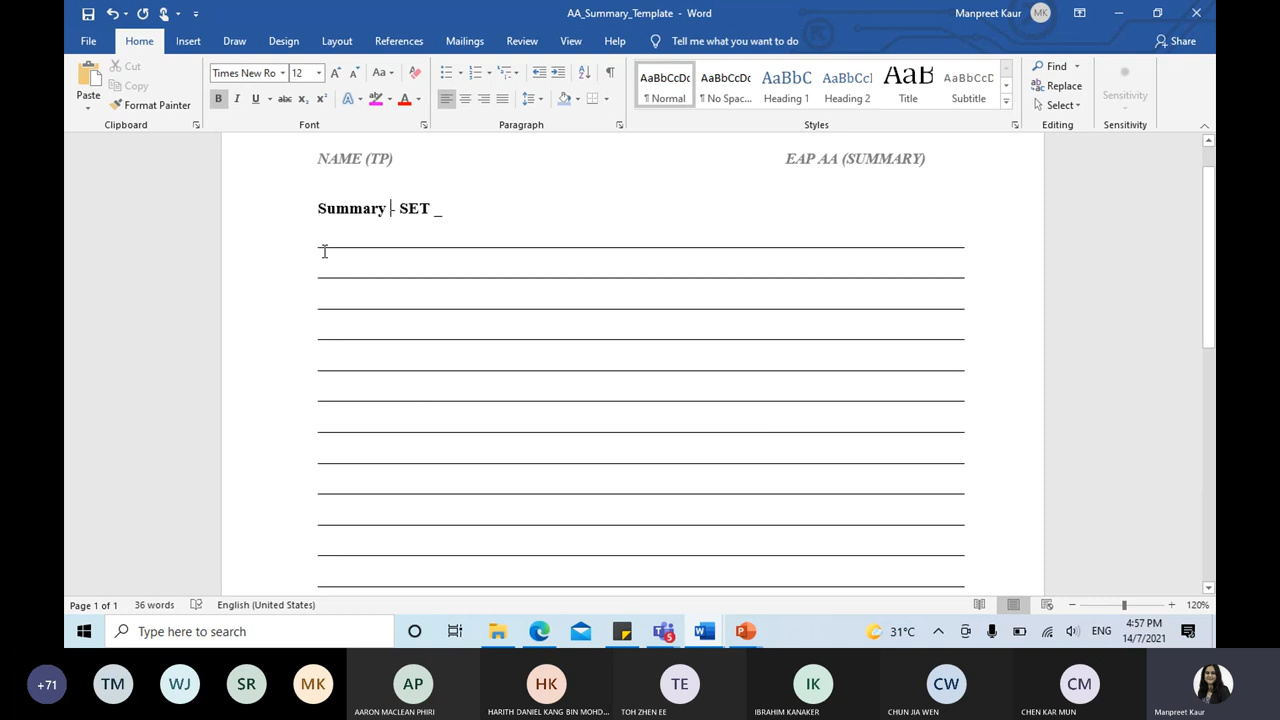 AA_Summary_Template - Word
Manpreet Kaur MK
File Home Insert Draw Design Layout References Mailings Review View Help Tell me what you want to do Share
Paste
Cut
Copy
Format Painter
Clipboard
Times New Ro 12
Font
Paragraph
AaBbCcDc AaBbCcDc AaBbC AaBbCcI AaB AaBbCcD
¶ Normal ¶ No Spac... Heading 1 Heading 2 Title Subtitle
Styles
Find
Replace
Select
Editing
Sensitivity
Sensitivity
NAME (TP) EAP AA (SUMMARY)
Summary - SET _
Page 1 of 1 36 words English (United States) 120%
Type here to search
5
31°C ENG
4:57 PM
14/7/2021
+71 TM WJ SR MK AP HK TE IK CW CM
AARON MACLEAN PHIRI HARITH DANIEL KANG BIN MOHD... TOH ZHEN EE IBRAHIM KANAKER CHUN JIA WEN CHEN KAR MUN Manpreet Kaur